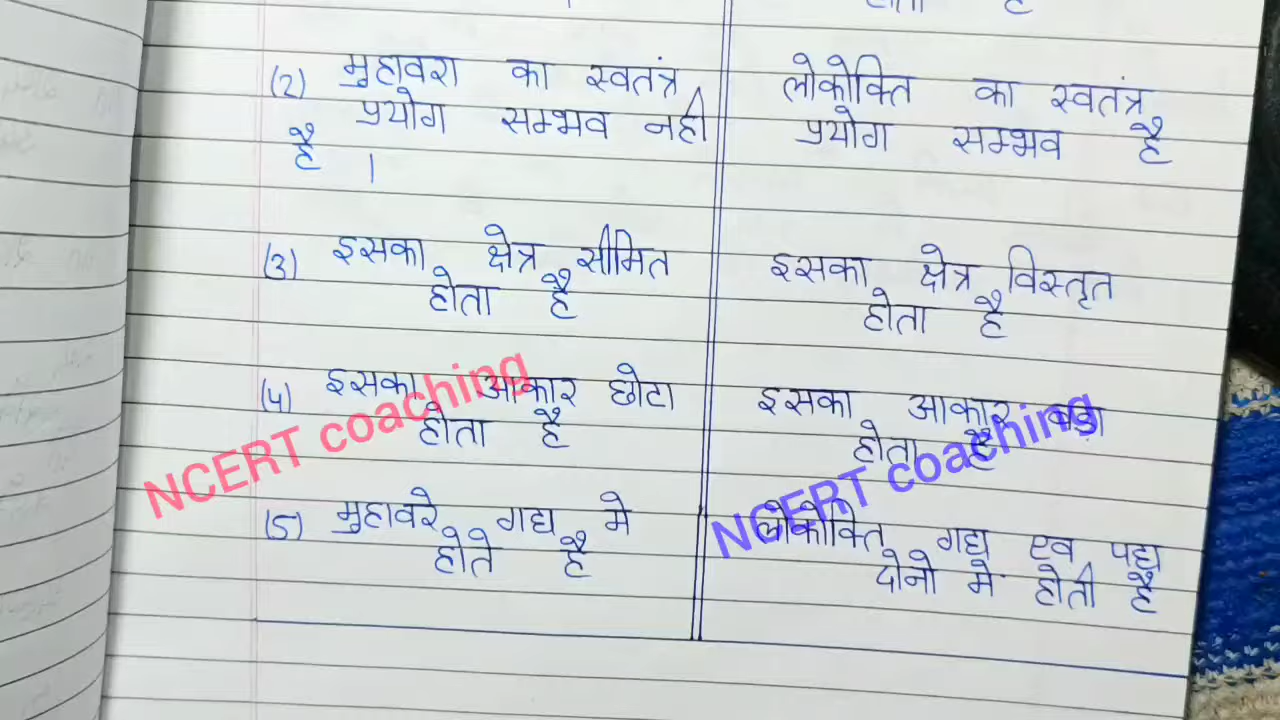 होता है
(2) मुहावरा का स्वतंत्र
प्रयोग सम्भव नही
है ।
लोकोक्ति का स्वतंत्र
प्रयोग सम्भव है
(3) इसका क्षेत्र सीमित
होता है
इसका क्षेत्र विस्तृत
होता है
(4) इसका आकार छोटा
होता है
इसका आकार बड़ा
होता है
(5) मुहावरे गद्य मे
होते है
लोकोक्ति गद्य एव पद्य
दोनो मे होती है
NCERT coaching
NCERT coaching